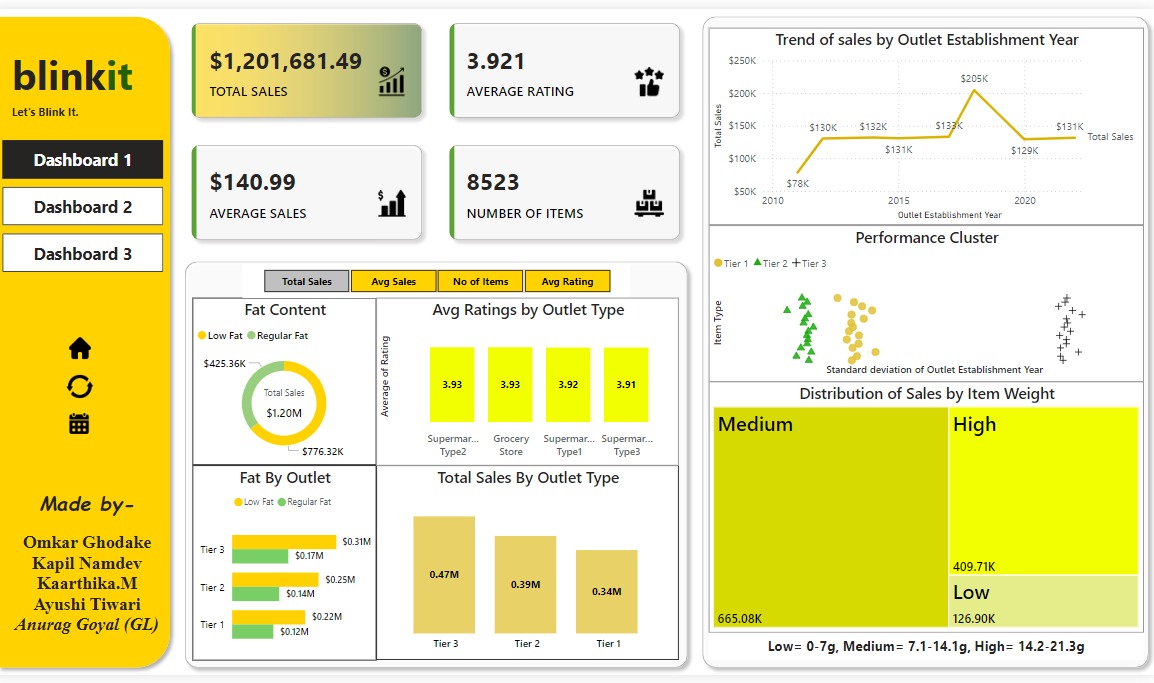 blinkit
Let's Blink It.
Dashboard 1
Dashboard 2
Dashboard 3
Made by-
Omkar Ghodake
Kapil Namdev
Kaarthika.M
Ayushi Tiwari
Anurag Goyal (GL)
$1,201,681.49
TOTAL SALES
3.921
AVERAGE RATING
$140.99
AVERAGE SALES
8523
NUMBER OF ITEMS
Total Sales
Avg Sales
No of Items
Avg Rating
Fat Content
Low Fat
Regular Fat
$425.36K
Total Sales
$1.20M
$776.32K
Avg Ratings by Outlet Type
Average of Rating
3.93
3.93
3.92
3.91
Supermar...
Type2
Grocery
Store
Supermar...
Type1
Supermar...
Type3
Fat By Outlet
Low Fat
Regular Fat
Tier 3
$0.31M
$0.17M
Tier 2
$0.25M
$0.14M
Tier 1
$0.22M
$0.12M
Total Sales By Outlet Type
0.47M
0.39M
0.34M
Tier 3
Tier 2
Tier 1
Trend of sales by Outlet Establishment Year
Total Sales
$250K
$200K
$150K
$100K
$50K
$78K
$130K
$132K
$131K
$133K
$205K
$129K
$131K
Total Sales
2010
2015
2020
Outlet Establishment Year
Performance Cluster
Tier 1
Tier 2
Tier 3
Item Type
Standard deviation of Outlet Establishment Year
Distribution of Sales by Item Weight
Medium
665.08K
High
409.71K
Low
126.90K
Low= 0-7g, Medium= 7.1-14.1g, High= 14.2-21.3g